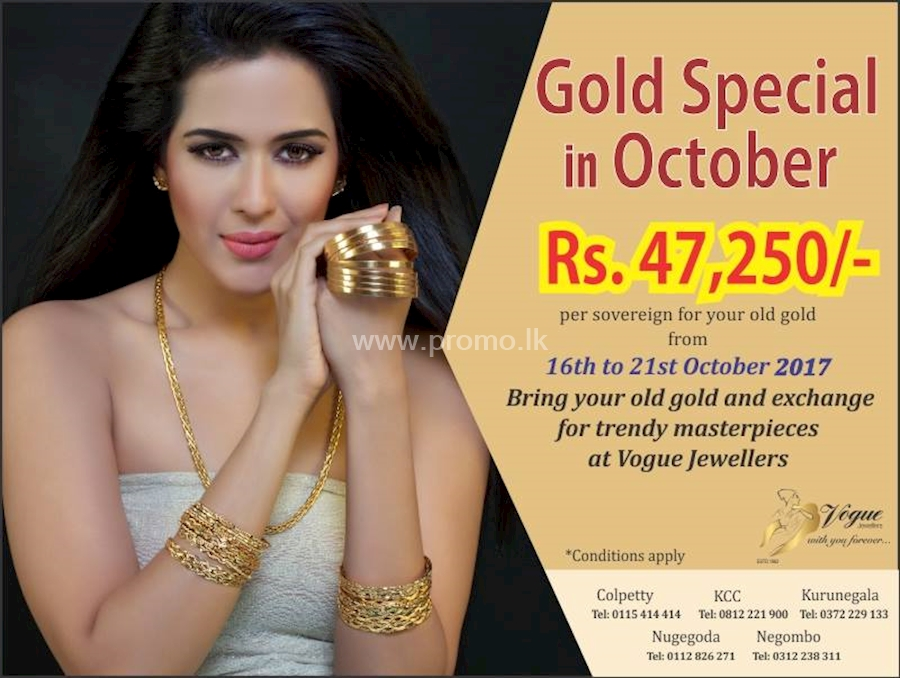 Gold Special
in October
Rs. 47,250/-
per sovereign for your old gold
from
16th to 21st October 2017
Bring your old gold and exchange
for trendy masterpieces
at Vogue Jewellers
www.promo.lk
Vogue
Jewellers
with you forever...
ESTD 1962
*Conditions apply
Colpetty KCC Kurunegala
Tel: 0115 414 414 Tel: 0812 221 900 Tel: 0372 229 133
Nugegoda Negombo
Tel: 0112 826 271 Tel: 0312 238 311